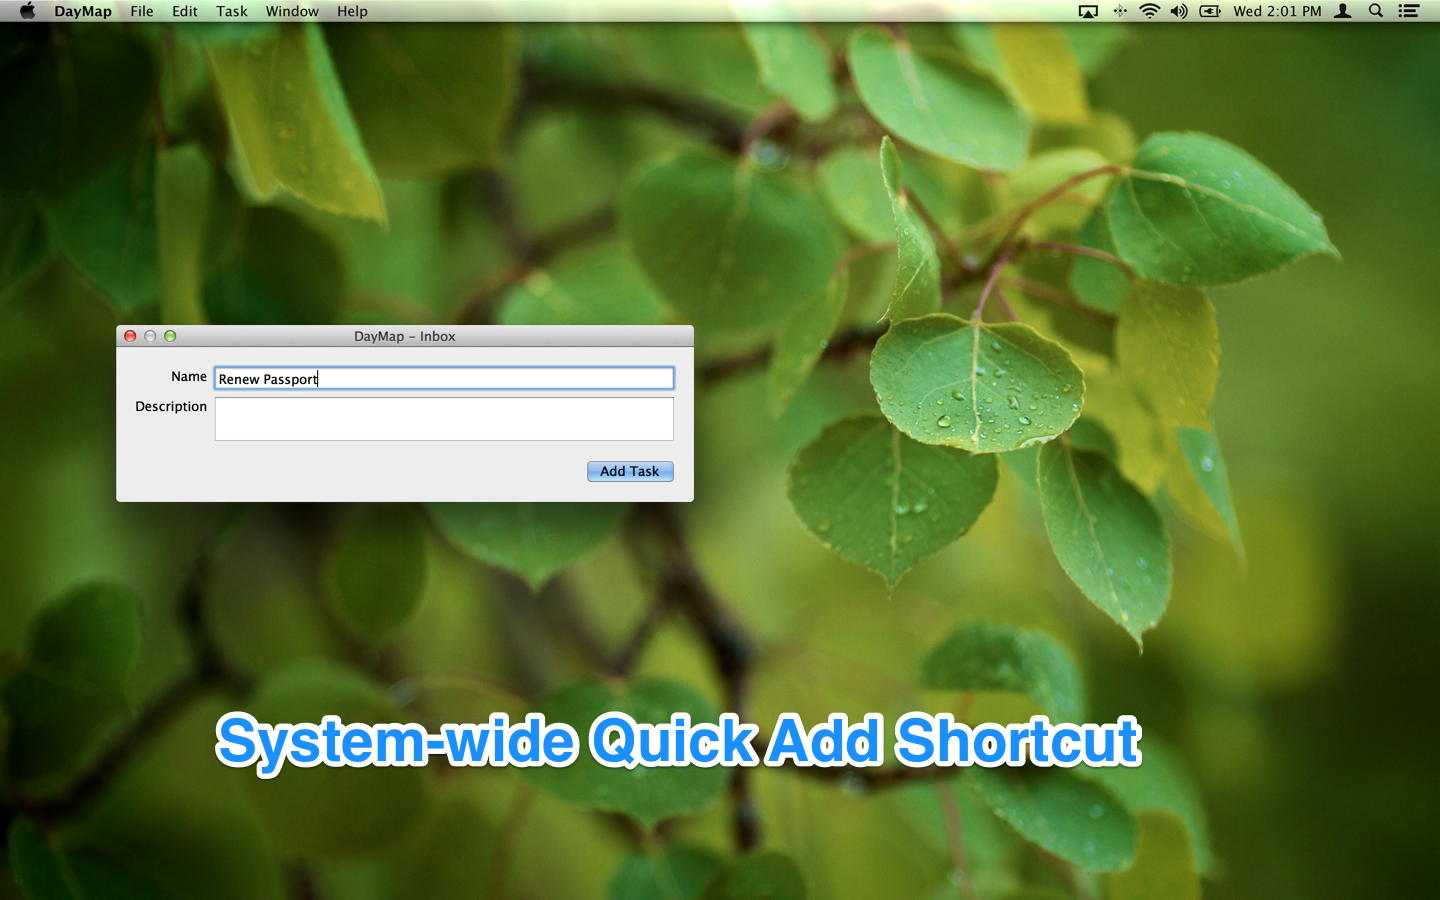 DayMap File Edit Task Window Help Wed 2:01 PM
DayMap – Inbox
Name Renew Passport
Description
Add Task
System-wide Quick Add Shortcut